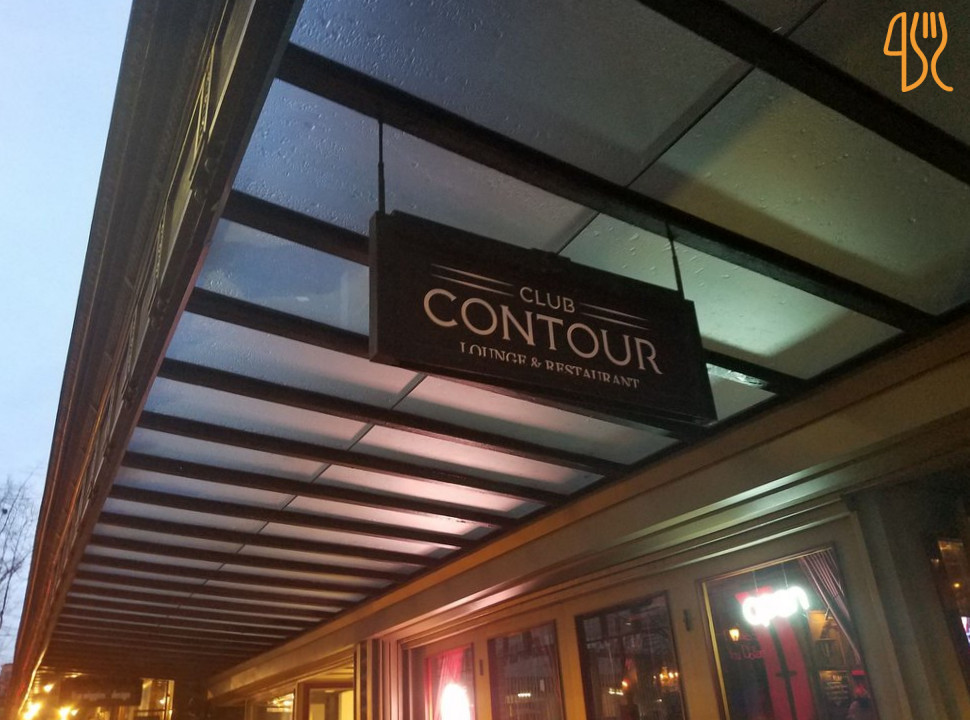 CLUB
CONTOUR
LOUNGE & RESTAURANT
OPEN